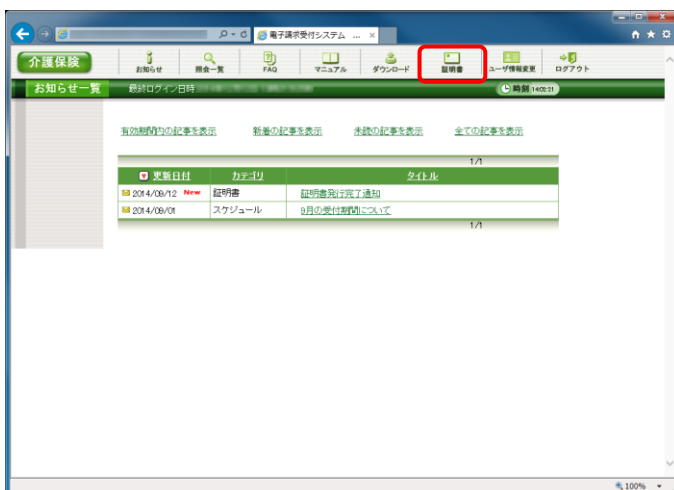 電子請求受付システム ... ×
介護保険
お知らせ 照会一覧 FAQ マニュアル ダウンロード 証明書 ユーザ情報変更 ログアウト
お知らせ一覧 最終ログイン日時 時刻 14:02:31
有効期間内の記事を表示 新着の記事を表示 未読の記事を表示 全ての記事を表示
1/1
更新日付 カテゴリ タイトル
2014/09/12 New 証明書 証明書発行完了通知
2014/09/01 スケジュール 9月の受付期間について
1/1
100%